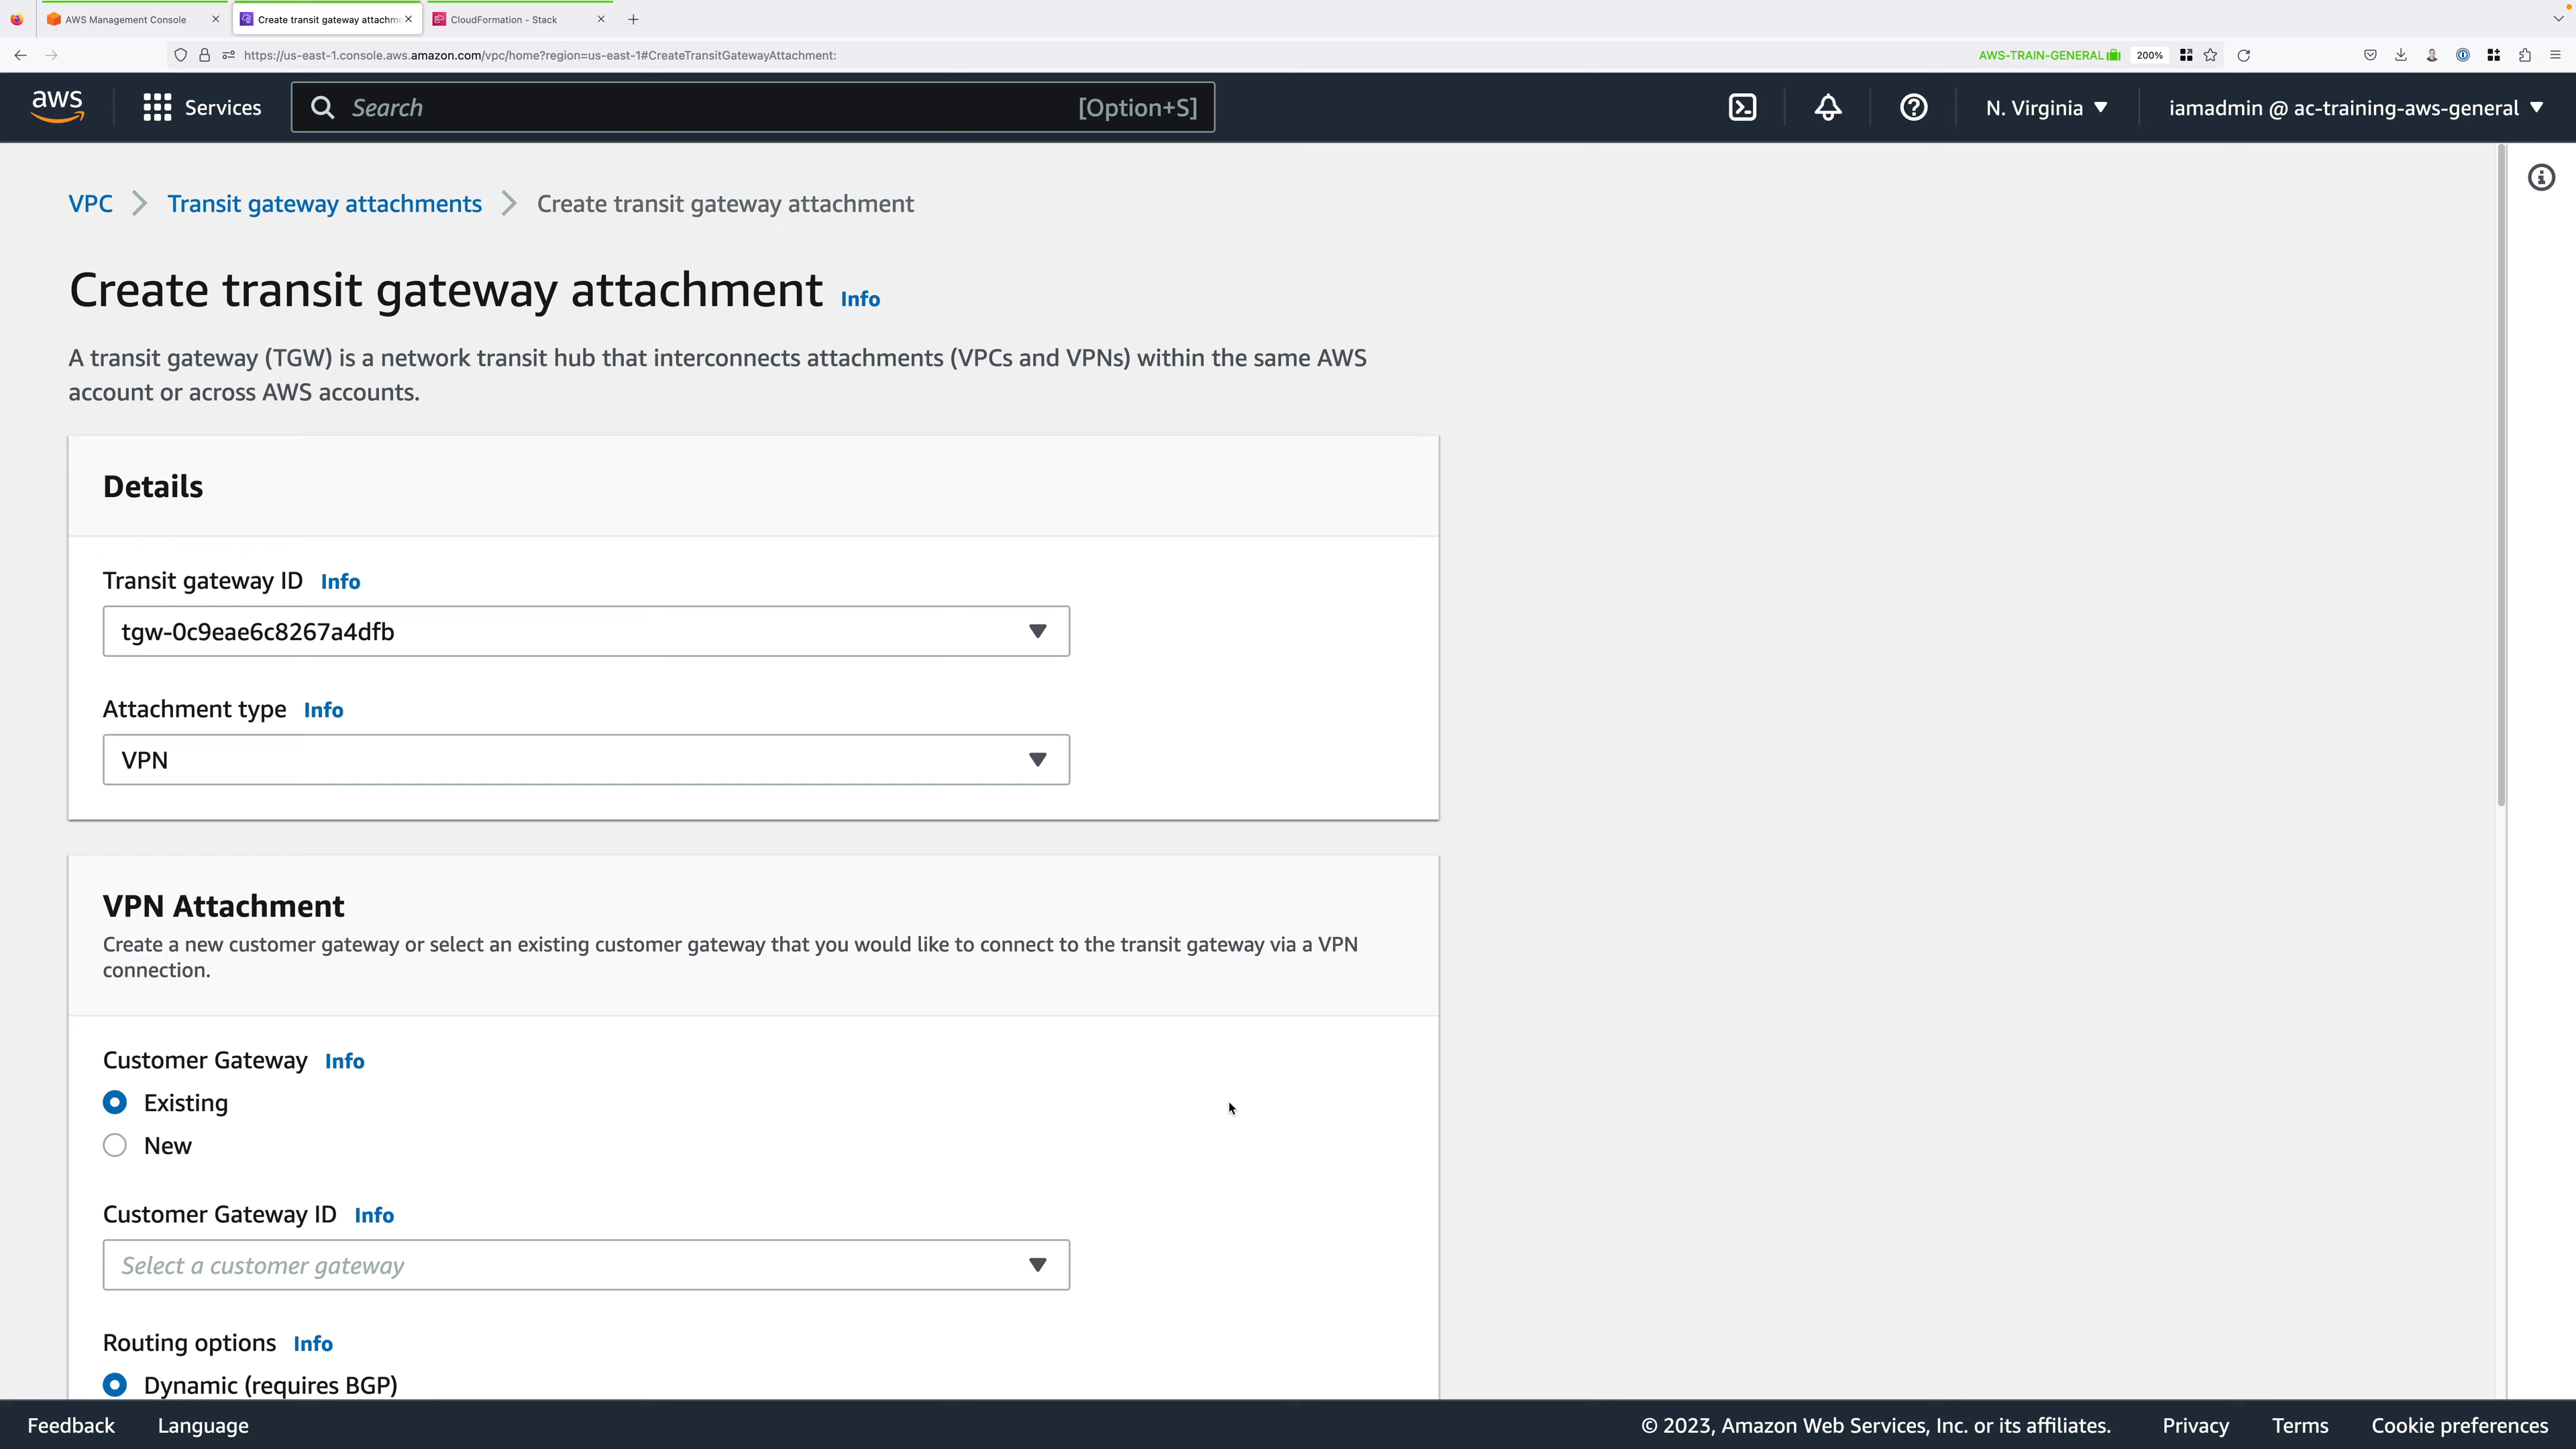 AWS Management Console
Create transit gateway attachme
CloudFormation - Stack
https://us-east-1.console.aws.amazon.com/vpc/home?region=us-east-1#CreateTransitGatewayAttachment:
AWS-TRAIN-GENERAL
200%
aws
Services
Search
[Option+S]
N. Virginia
iamadmin @ ac-training-aws-general
VPC
Transit gateway attachments
Create transit gateway attachment
Create transit gateway attachment Info
A transit gateway (TGW) is a network transit hub that interconnects attachments (VPCs and VPNs) within the same AWS
account or across AWS accounts.
Details
Transit gateway ID Info
tgw-0c9eae6c8267a4dfb
Attachment type Info
VPN
VPN Attachment
Create a new customer gateway or select an existing customer gateway that you would like to connect to the transit gateway via a VPN
connection.
Customer Gateway Info
Existing
New
Customer Gateway ID Info
Select a customer gateway
Routing options Info
Dynamic (requires BGP)
Feedback
Language
© 2023, Amazon Web Services, Inc. or its affiliates.
Privacy
Terms
Cookie preferences